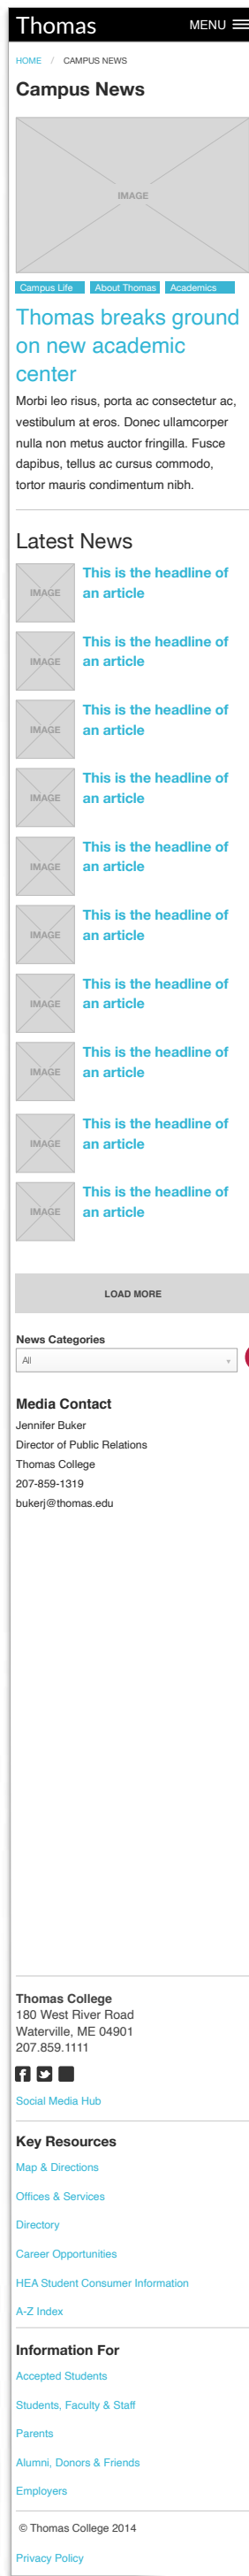 Thomas MENU
HOME / CAMPUS NEWS
Campus News
IMAGE
Campus Life About Thomas Academics
Thomas breaks ground
on new academic
center
Morbi leo risus, porta ac consectetur ac,
vestibulum at eros. Donec ullamcorper
nulla non metus auctor fringilla. Fusce
dapibus, tellus ac cursus commodo,
tortor mauris condimentum nibh.
Latest News
IMAGE This is the headline of
an article
IMAGE This is the headline of
an article
IMAGE This is the headline of
an article
IMAGE This is the headline of
an article
IMAGE This is the headline of
an article
IMAGE This is the headline of
an article
IMAGE This is the headline of
an article
IMAGE This is the headline of
an article
IMAGE This is the headline of
an article
IMAGE This is the headline of
an article
LOAD MORE
News Categories
All
Media Contact
Jennifer Buker
Director of Public Relations
Thomas College
207-859-1319
bukerj@thomas.edu
Thomas College
180 West River Road
Waterville, ME 04901
207.859.1111
Social Media Hub
Key Resources
Map & Directions
Offices & Services
Directory
Career Opportunities
HEA Student Consumer Information
A-Z Index
Information For
Accepted Students
Students, Faculty & Staff
Parents
Alumni, Donors & Friends
Employers
© Thomas College 2014
Privacy Policy